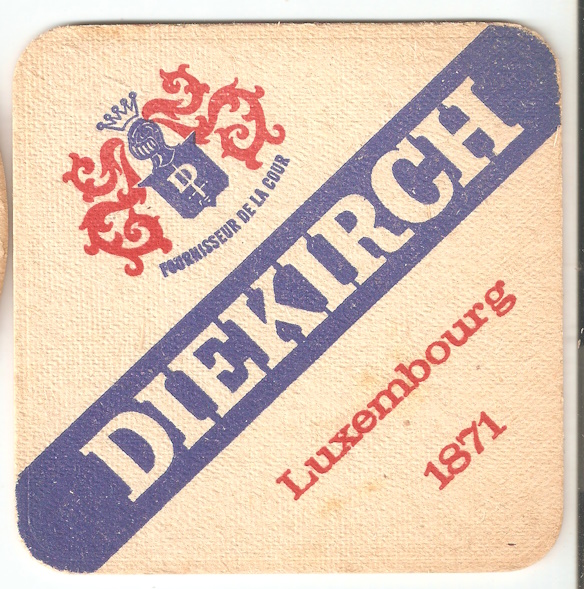 FOURNISSEUR DE LA COUR
DIEKIRCH
Luxembourg
1871